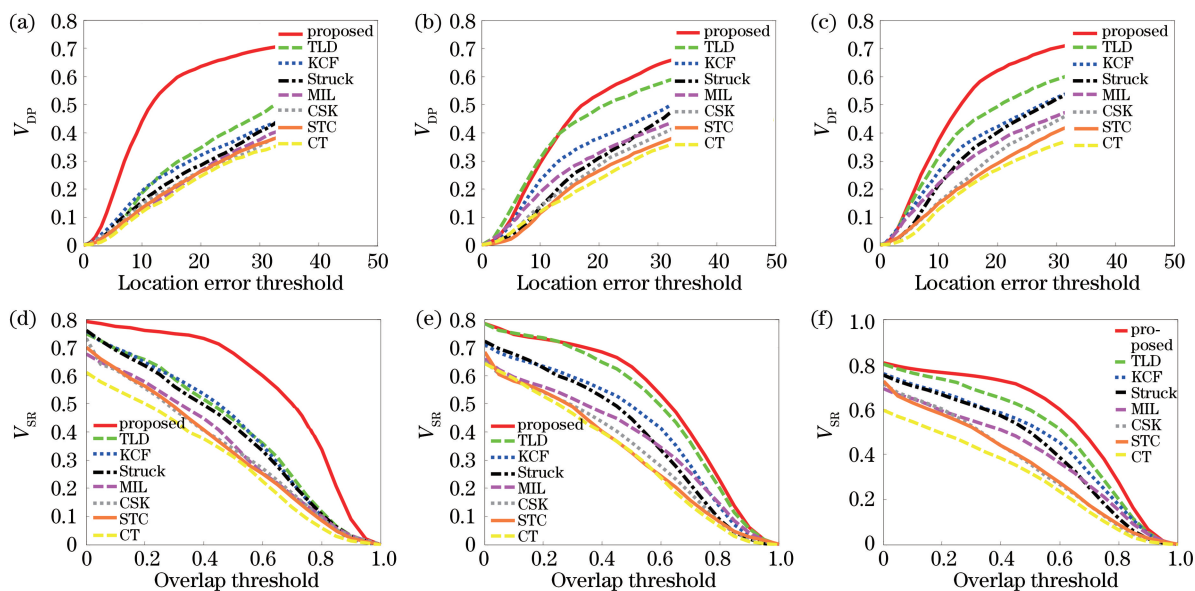 (a)
0.8
0.7
0.6
0.5
0.4
0.3
0.2
0.1
0
V_DP
proposed
TLD
KCF
Struck
MIL
CSK
STC
CT
0 10 20 30 40 50
Location error threshold
(b)
0.8
0.7
0.6
0.5
0.4
0.3
0.2
0.1
0
V_DP
proposed
TLD
KCF
Struck
MIL
CSK
STC
CT
0 10 20 30 40 50
Location error threshold
(c)
0.8
0.7
0.6
0.5
0.4
0.3
0.2
0.1
0
V_DP
proposed
TLD
KCF
Struck
MIL
CSK
STC
CT
0 10 20 30 40 50
Location error threshold
(d)
0.8
0.7
0.6
0.5
0.4
0.3
0.2
0.1
0
V_SR
proposed
TLD
KCF
Struck
MIL
CSK
STC
CT
0 0.2 0.4 0.6 0.8 1.0
Overlap threshold
(e)
0.8
0.7
0.6
0.5
0.4
0.3
0.2
0.1
0
V_SR
proposed
TLD
KCF
Struck
MIL
CSK
STC
CT
0 0.2 0.4 0.6 0.8 1.0
Overlap threshold
(f)
1.0
0.8
0.6
0.4
0.2
0
V_SR
pro-
posed
TLD
KCF
Struck
MIL
CSK
STC
CT
0 0.2 0.4 0.6 0.8 1.0
Overlap threshold